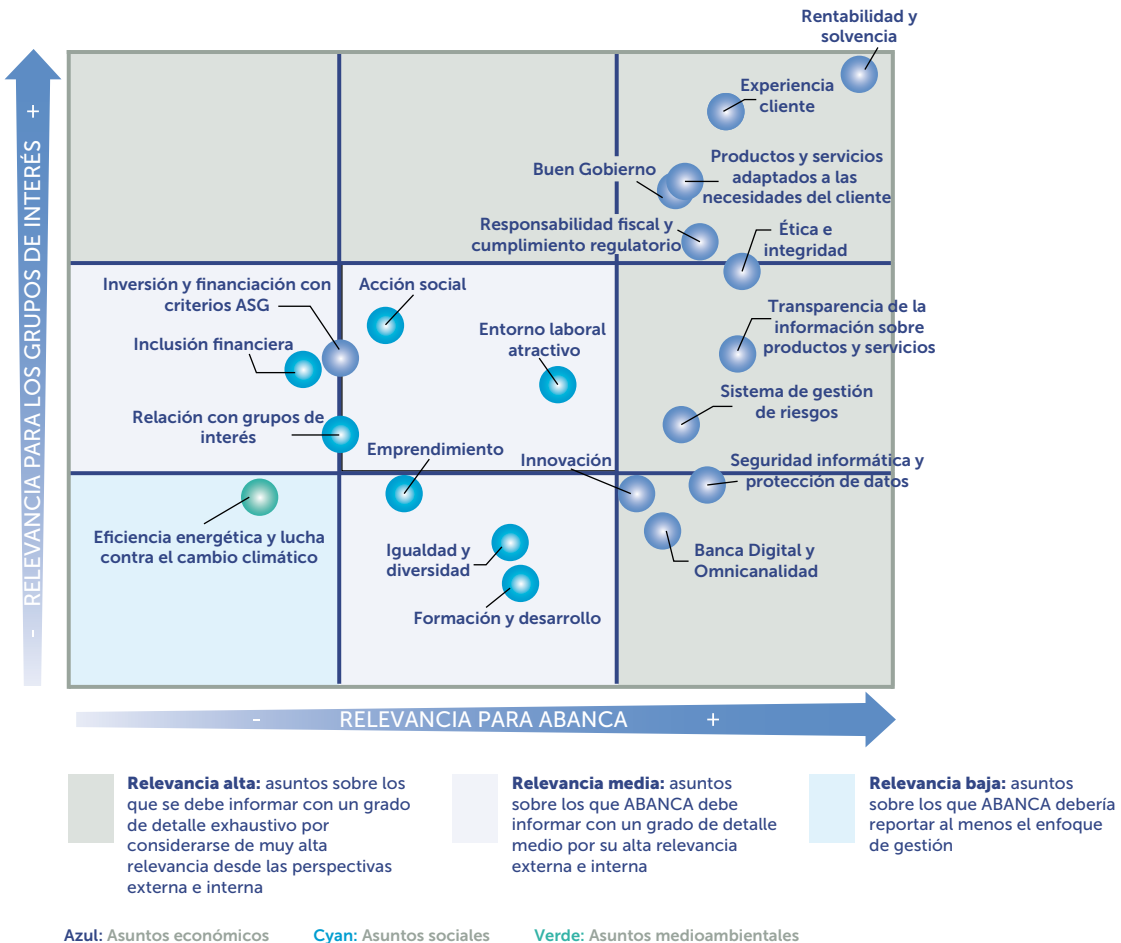 Rentabilidad y
solvencia
Experiencia
cliente
Buen Gobierno
Productos y servicios
adaptados a las
necesidades del cliente
Responsabilidad fiscal y
cumplimiento regulatorio
Ética e
integridad
Inversión y financiación con
criterios ASG
Acción social
Transparencia de la
información sobre
productos y servicios
Inclusión financiera
Entorno laboral
atractivo
Sistema de gestión
de riesgos
Relación con grupos de
interés
Emprendimiento
Innovación
Seguridad informática y
protección de datos
Eficiencia energética y lucha
contra el cambio climático
Igualdad y
diversidad
Banca Digital y
Omnicanalidad
Formación y desarrollo
- RELEVANCIA PARA LOS GRUPOS DE INTERÉS +
- RELEVANCIA PARA ABANCA +
Relevancia alta: asuntos sobre los
que se debe informar con un grado
de detalle exhaustivo por
considerarse de muy alta
relevancia desde las perspectivas
externa e interna
Relevancia media: asuntos
sobre los que ABANCA debe
informar con un grado de detalle
medio por su alta relevancia
externa e interna
Relevancia baja: asuntos
sobre los que ABANCA debería
reportar al menos el enfoque
de gestión
Azul: Asuntos económicos
Cyan: Asuntos sociales
Verde: Asuntos medioambientales